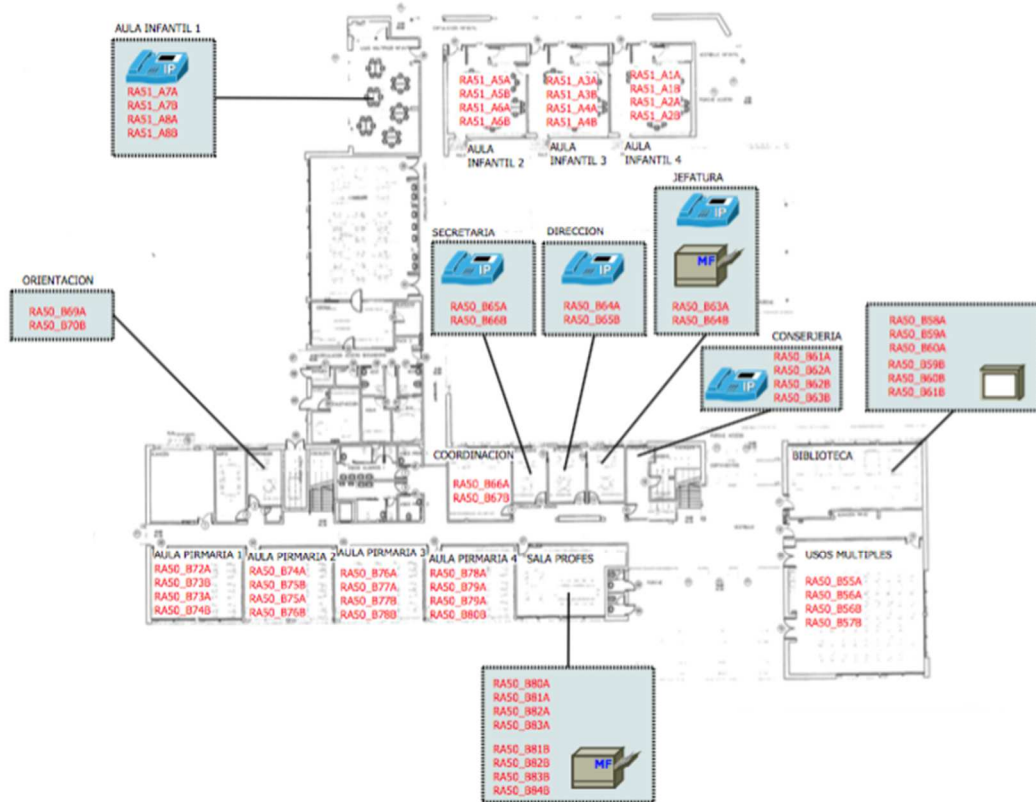 AULA INFANTIL 1
IP
RA51_A7A
RA51_A7B
RA51_A8A
RA51_A8B
RA51_A5A
RA51_A5B
RA51_A6A
RA51_A6B
AULA
INFANTIL 2
RA51_A3A
RA51_A3B
RA51_A4A
RA51_A4B
AULA
INFANTIL 3
RA51_A1A
RA51_A1B
RA51_A2A
RA51_A2B
AULA
INFANTIL 4
JEFATURA
IP
MF
RA50_B63A
RA50_B64B
SECRETARIA
IP
RA50_B65A
RA50_B66B
DIRECCION
IP
RA50_B64A
RA50_B65B
ORIENTACION
RA50_B69A
RA50_B70B
CONSERJERIA
IP
RA50_B61A
RA50_B62A
RA50_B62B
RA50_B63B
RA50_B58A
RA50_B59A
RA50_B60A
RA50_B59B
RA50_B60B
RA50_B61B
COORDINACION
RA50_B66A
RA50_B67B
BIBLIOTECA
AULA PIRMARIA 1
RA50_B72A
RA50_B73B
RA50_B73A
RA50_B74B
AULA PIRMARIA 2
RA50_B74A
RA50_B75B
RA50_B75A
RA50_B76B
AULA PIRMARIA 3
RA50_B76A
RA50_B77A
RA50_B77B
RA50_B78B
AULA PIRMARIA 4
RA50_B78A
RA50_B79A
RA50_B79A
RA50_B80B
SALA PROFES
USOS MULTIPLES
RA50_B55A
RA50_B56A
RA50_B56B
RA50_B57B
RA50_B80A
RA50_B81A
RA50_B82A
RA50_B83A
RA50_B81B
RA50_B82B
RA50_B83B
RA50_B84B
MF